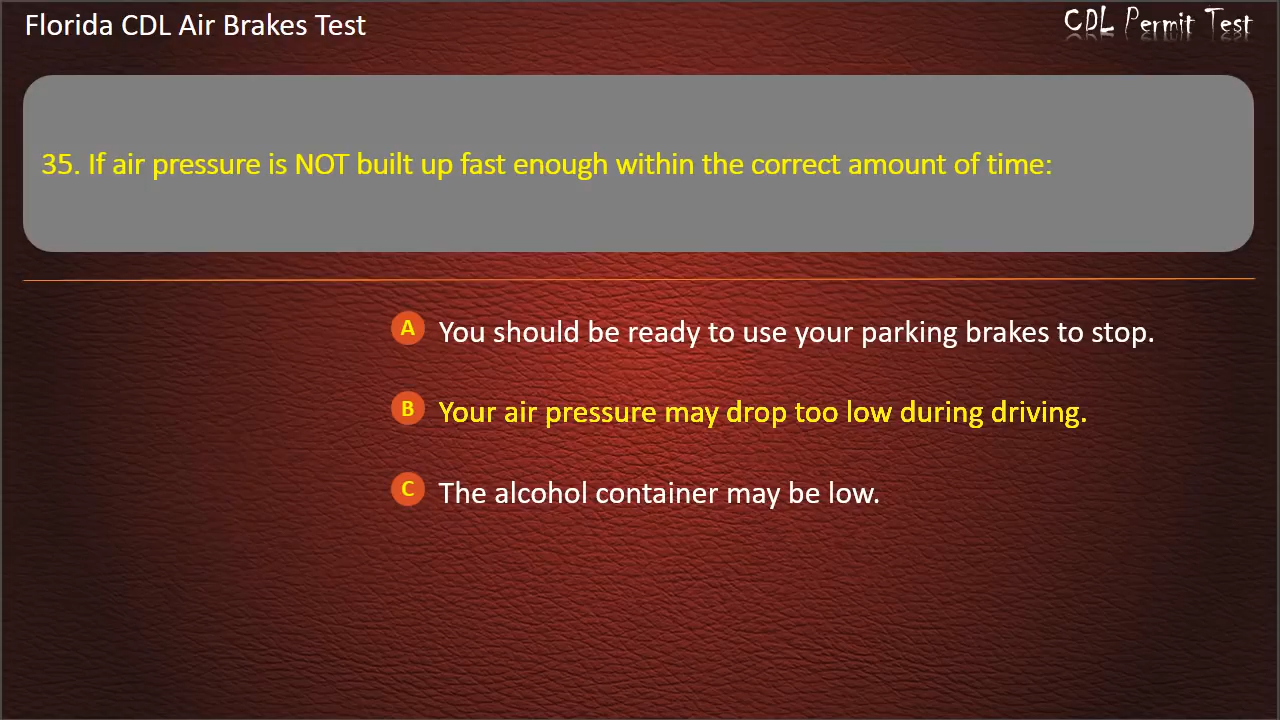 Florida CDL Air Brakes Test
CDL Permit Test
35. If air pressure is NOT built up fast enough within the correct amount of time:
A You should be ready to use your parking brakes to stop.
B Your air pressure may drop too low during driving.
C The alcohol container may be low.